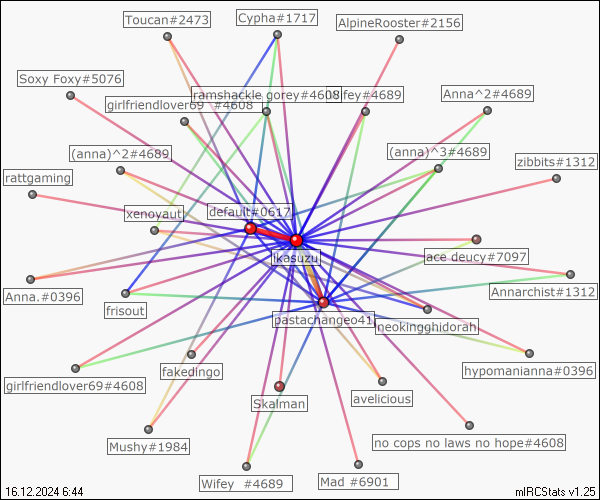 Toucan#2473
Cypha#1717
AlpineRooster#2156
Soxy Foxy#5076
ramshackle gorey#4608
girlfriendlover69 #4608
Anna^2#4689
(anna)^2#4689
(anna)^3#4689
zibbits#1312
rattgaming
xenoyauti
default#0617
ikasuzu
ace deucy#7097
Anna.#0396
frisout
Annarchist#1312
pastachangeo41
neokingghidorah
girlfriendlover69#4608
fakedingo
hypomanianna#0396
Skalman
avelicious
Mushy#1984
no cops no laws no hope#4608
Wifey #4689
Mad #6901
16.12.2024 6:44
mIRCStats v1.25